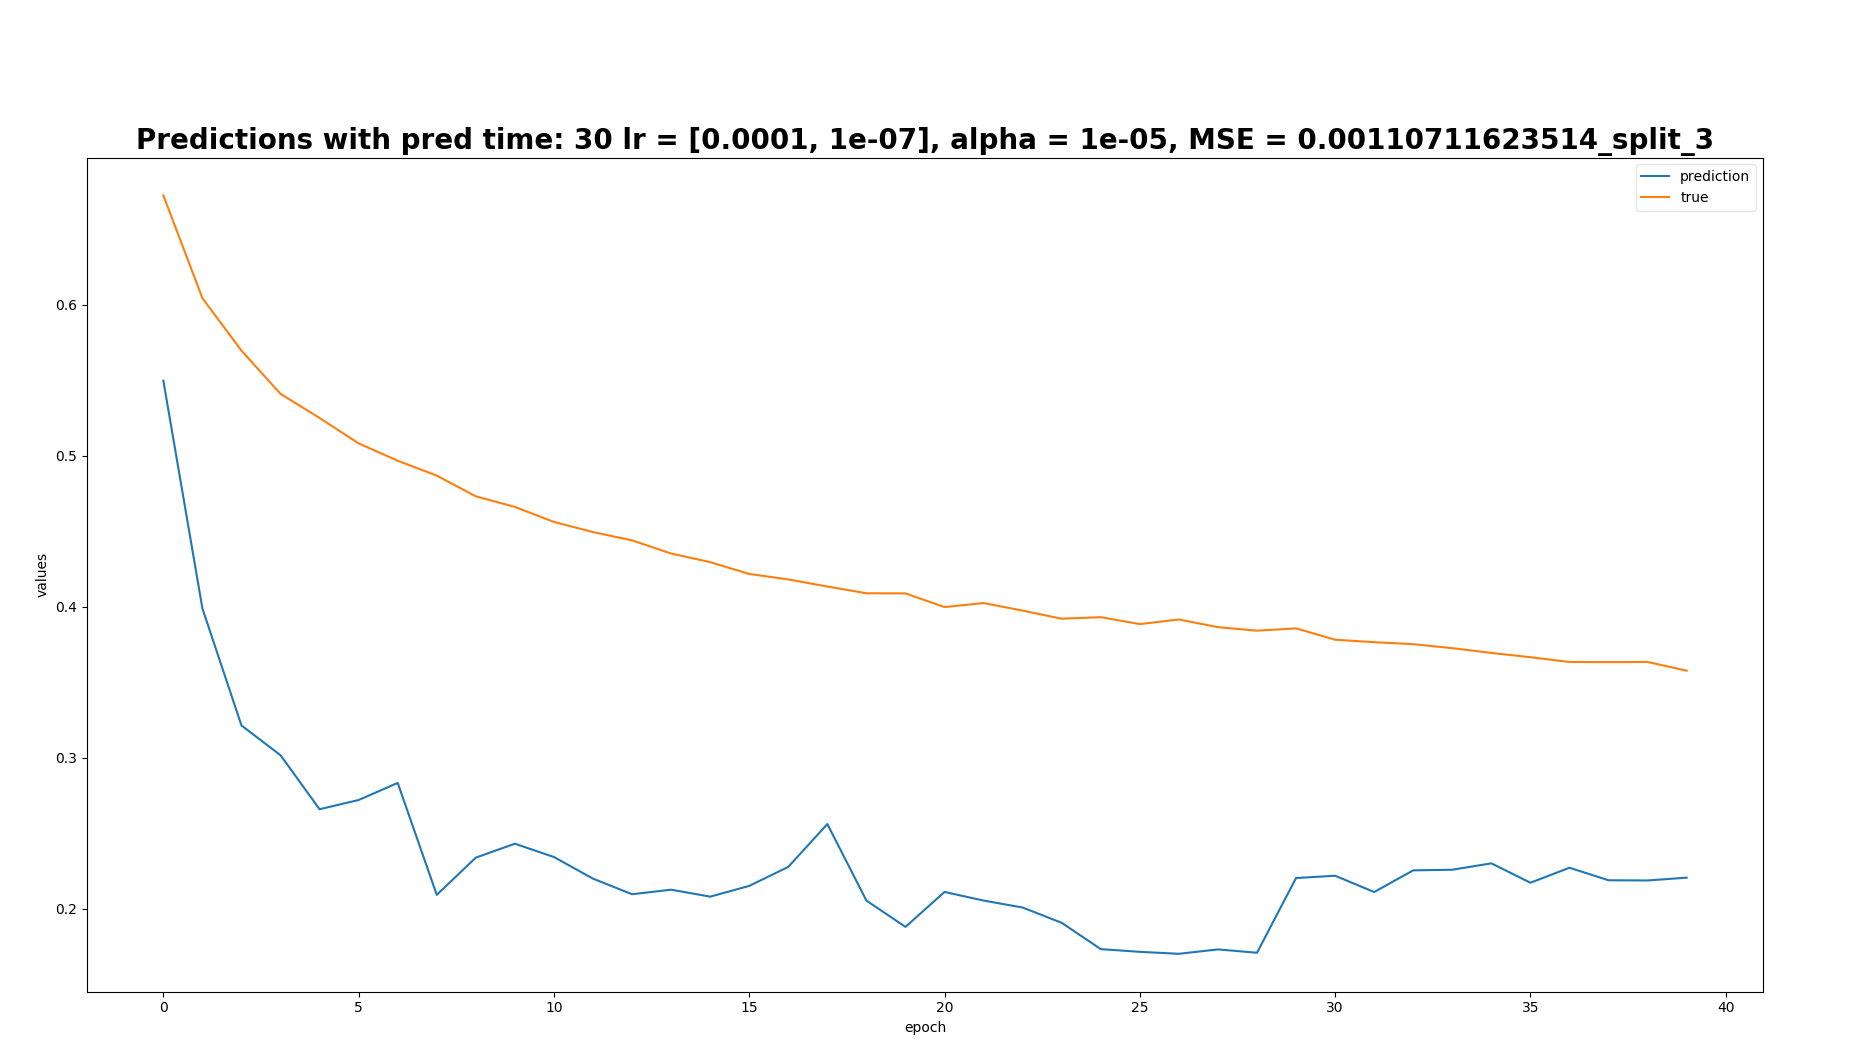 Predictions with pred time: 30 lr = [0.0001, 1e-07], alpha = 1e-05, MSE = 0.00110711623514_split_3
prediction
true
0.6
0.5
0.4
0.3
0.2
values
0 5 10 15 20 25 30 35 40
epoch